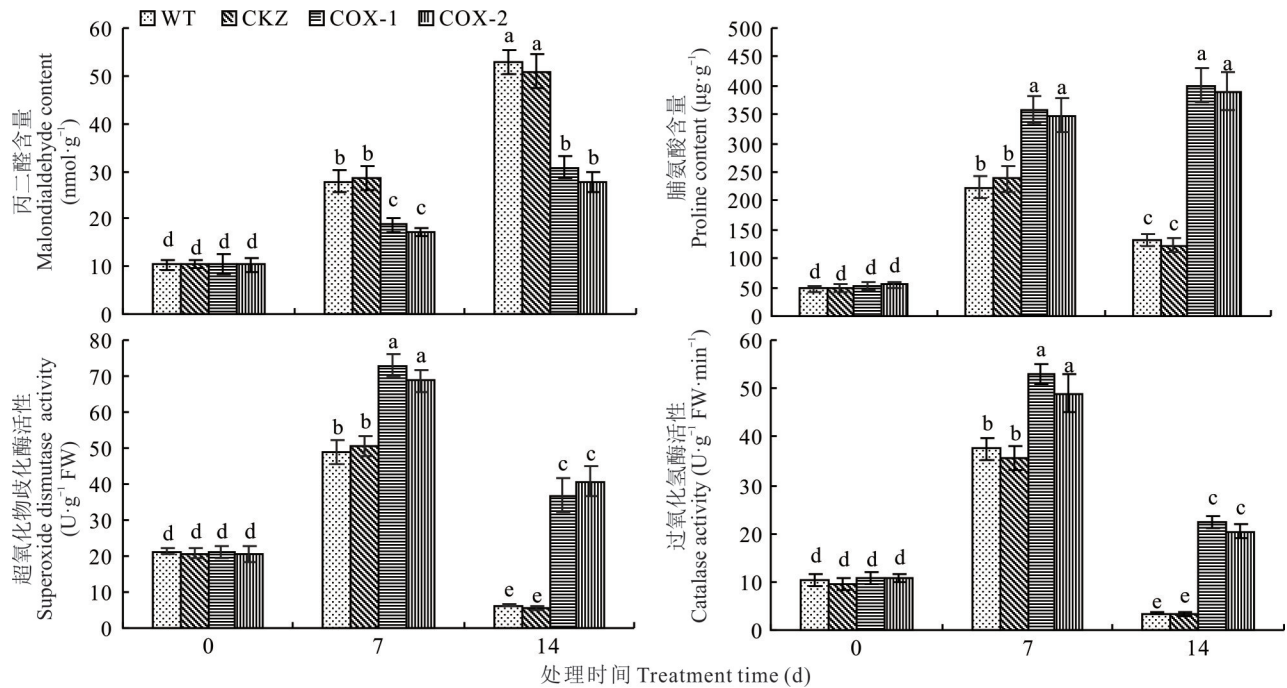 WT CKZ COX-1 COX-2
丙二醛含量
Malondialdehyde content
(nmol·g⁻¹)
60
50
40
30
20
10
0
d d d d
b b c c
a a b b
脯氨酸含量
Proline content (μg·g⁻¹)
500
450
400
350
300
250
200
150
100
50
0
d d d d
b b a a
c c a a
超氧化物歧化酶活性
Superoxide dismutase activity
(U·g⁻¹ FW)
80
70
60
50
40
30
20
10
0
d d d d
b b a a
e e c c
0 7 14
过氧化氢酶活性
Catalase activity (U·g⁻¹ FW·min⁻¹)
60
50
40
30
20
10
0
d d d d
b b a a
e e c c
0 7 14
处理时间 Treatment time (d)